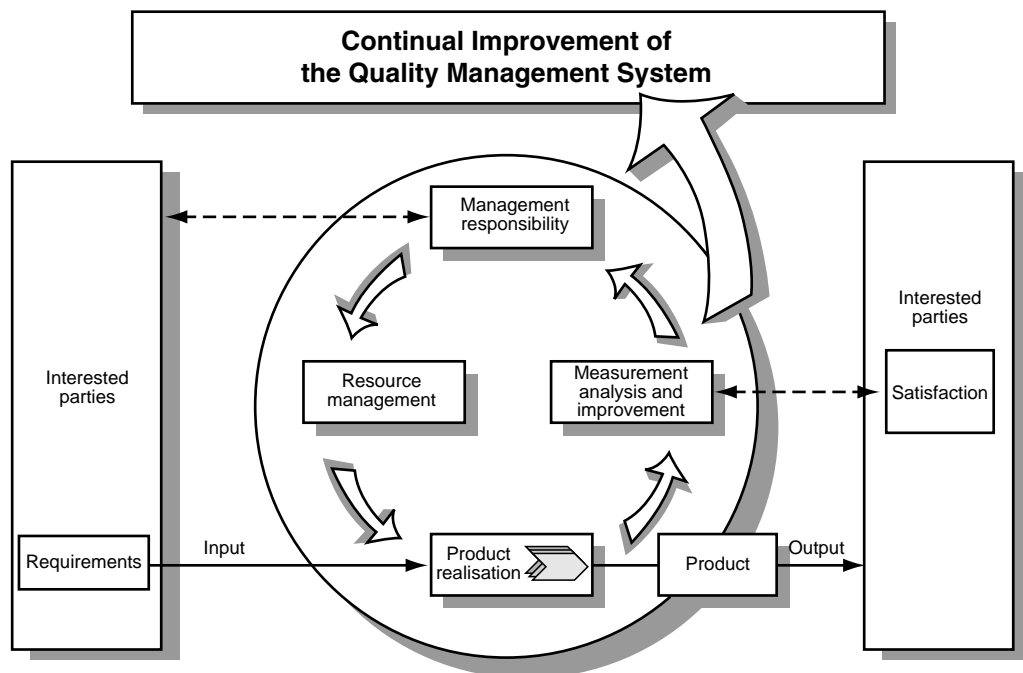 Continual Improvement of
the Quality Management System
Management
responsibility
Interested
parties
Interested
parties
Resource
management
Measurement
analysis and
improvement
Satisfaction
Requirements
Input
Product
realisation
Product
Output